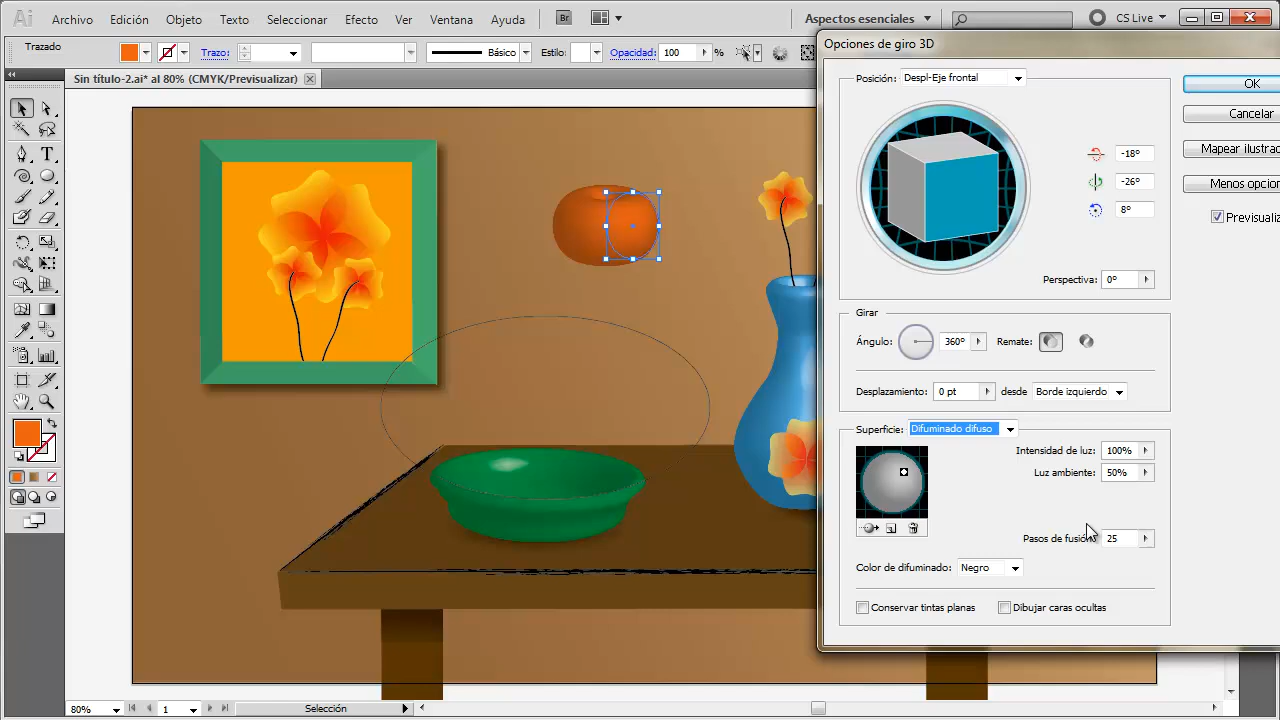 Ai Archivo Edición Objeto Texto Seleccionar Efecto Ver Ventana Ayuda Br Aspectos esenciales CS Live
Trazado Trazo: Básico Estilo: Opacidad: 100
Sin título-2.ai* al 80% (CMYK/Previsualizar)
Opciones de giro 3D
Posición: Despl-Eje frontal
OK
Cancelar
Mapear ilustrac
Menos opcio
Previsualiza
-18°
-26°
8°
Perspectiva: 0°
Girar
Ángulo: 360° Remate:
Desplazamiento: 0 pt desde Borde izquierdo
Superficie: Difuminado difuso
Intensidad de luz: 100%
Luz ambiente: 50%
Pasos de fusión: 25
Color de difuminado: Negro
Conservar tintas planas Dibujar caras ocultas
80% 1 Selección